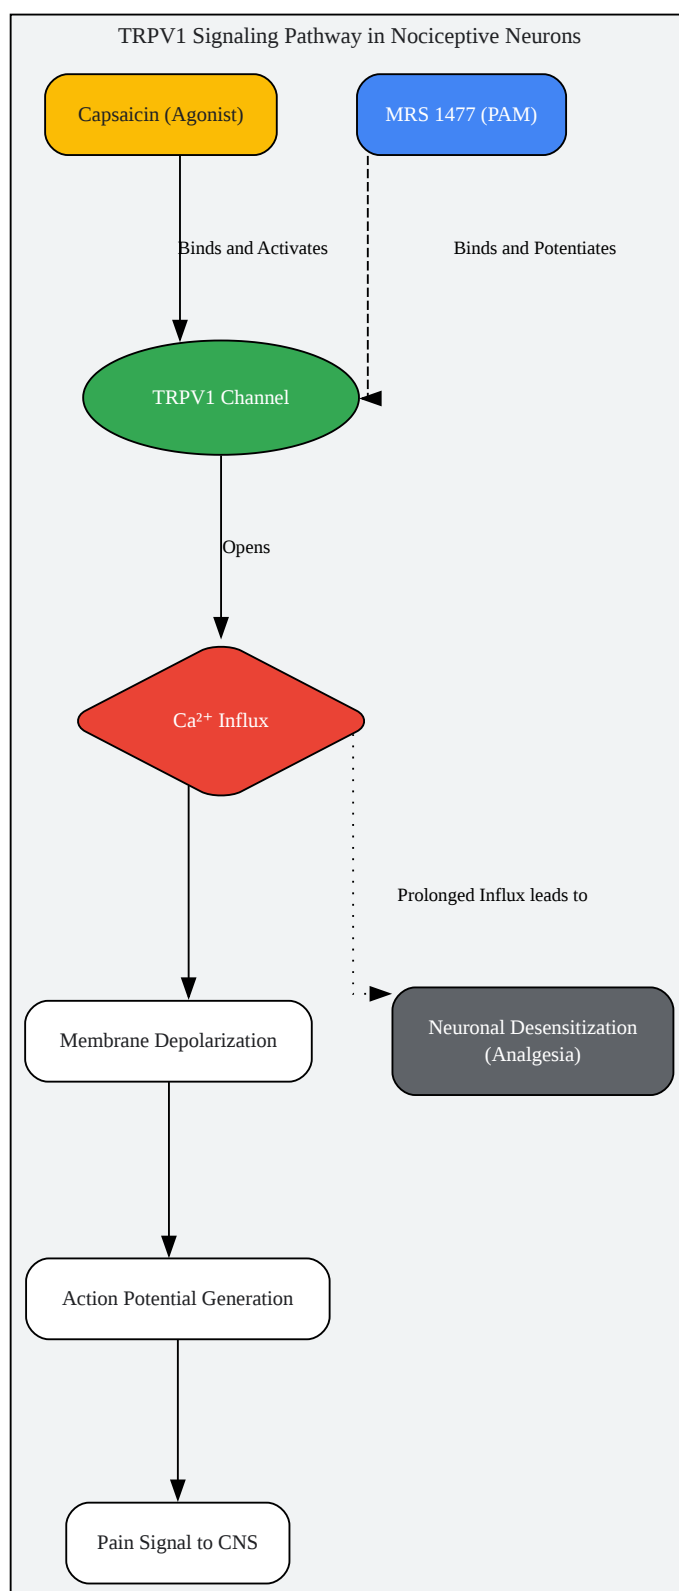 TRPV1 Signaling Pathway in Nociceptive Neurons
Capsaicin (Agonist)
MRS 1477 (PAM)
Binds and Activates
Binds and Potentiates
TRPV1 Channel
Opens
Ca²⁺ Influx
Prolonged Influx leads to
Neuronal Desensitization
(Analgesia)
Membrane Depolarization
Action Potential Generation
Pain Signal to CNS